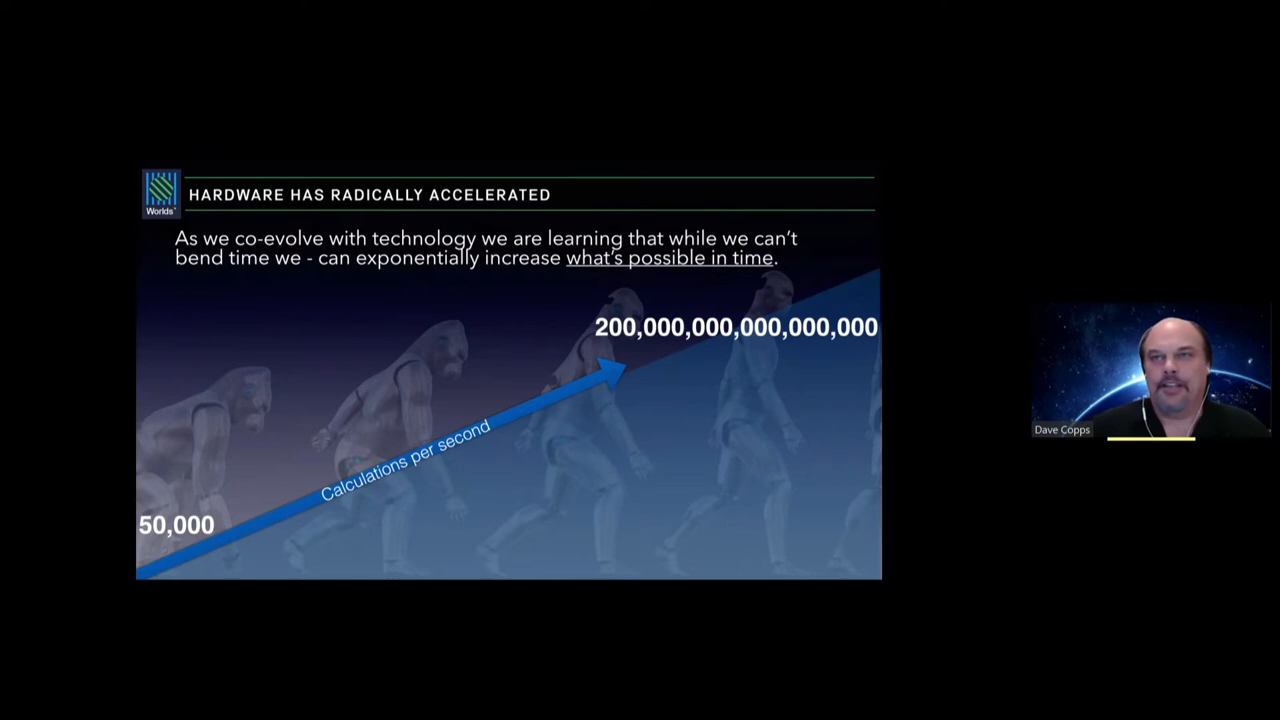 Worlds™
HARDWARE HAS RADICALLY ACCELERATED
As we co-evolve with technology we are learning that while we can't
bend time we - can exponentially increase what's possible in time.
200,000,000,000,000,000
Calculations per second
50,000
Dave Copps